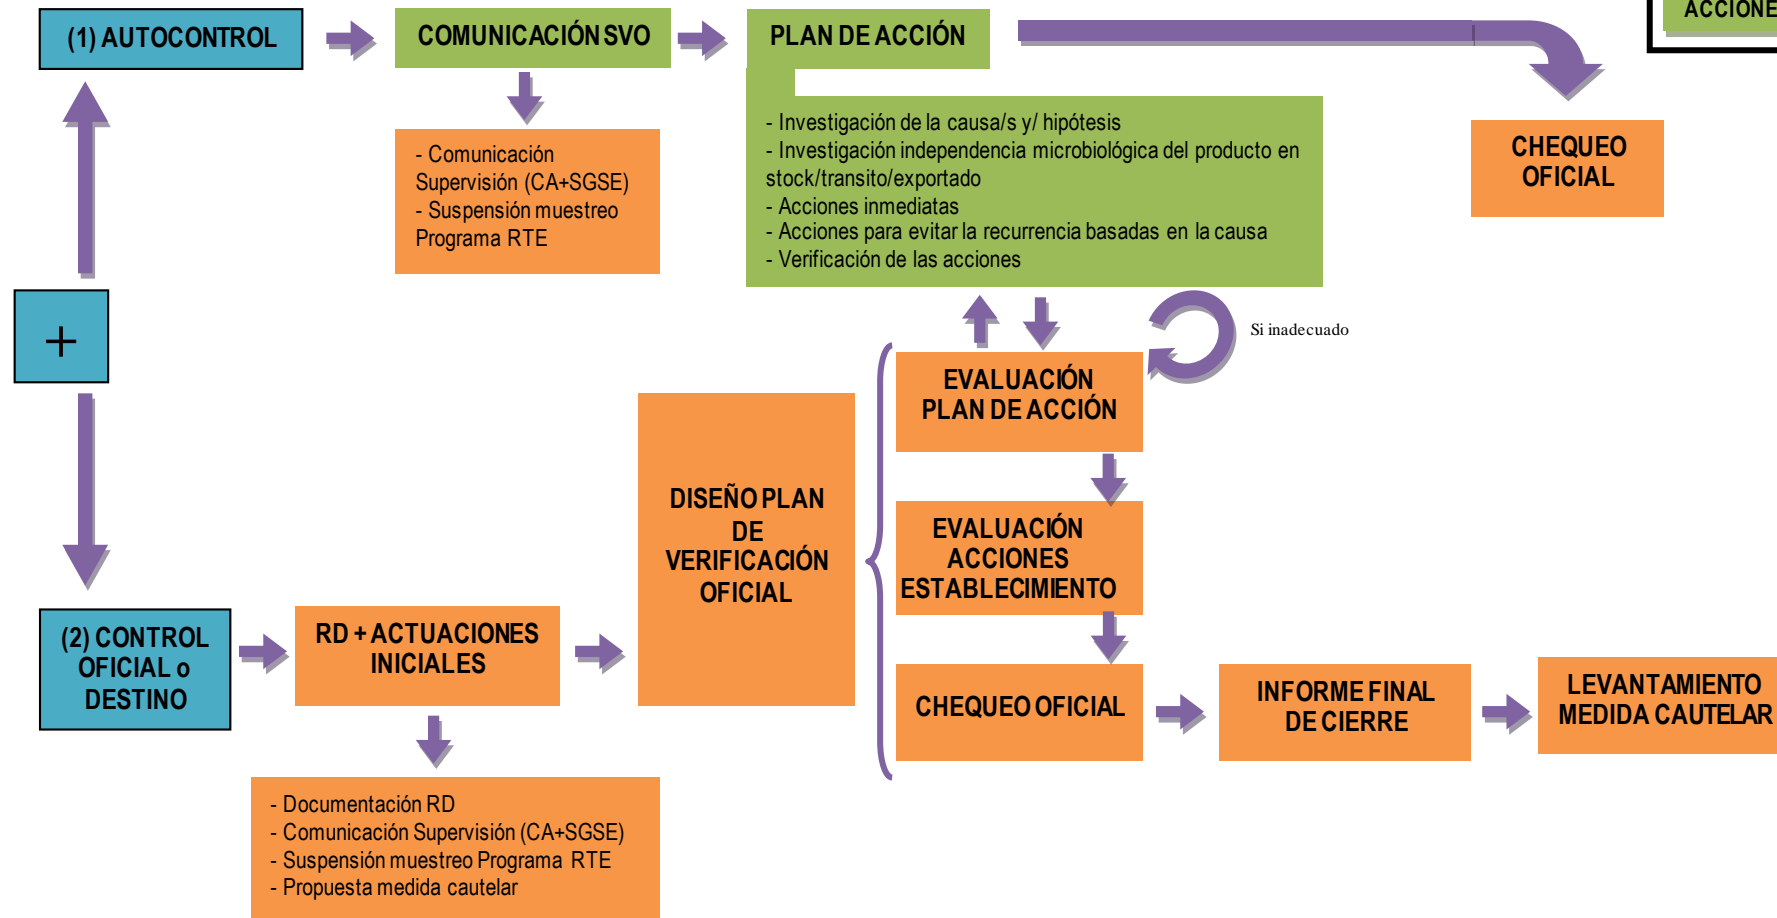 (1) AUTOCONTROL
COMUNICACIÓN SVO
PLAN DE ACCIÓN
ACCIONE
- Comunicación
Supervisión (CA+SGSE)
- Suspensión muestreo
Programa RTE
- Investigación de la causa/s y/ hipótesis
- Investigación independencia microbiológica del producto en
stock/transito/exportado
- Acciones inmediatas
- Acciones para evitar la recurrencia basadas en la causa
- Verificación de las acciones
CHEQUEO
OFICIAL
+
Si inadecuado
EVALUACIÓN
PLAN DE ACCIÓN
DISEÑO PLAN
DE
VERIFICACIÓN
OFICIAL
EVALUACIÓN
ACCIONES
ESTABLECIMIENTO
(2) CONTROL
OFICIAL o
DESTINO
RD + ACTUACIONES
INICIALES
CHEQUEO OFICIAL
INFORME FINAL
DE CIERRE
LEVANTAMIENTO
MEDIDA CAUTELAR
- Documentación RD
- Comunicación Supervisión (CA+SGSE)
- Suspensión muestreo Programa RTE
- Propuesta medida cautelar